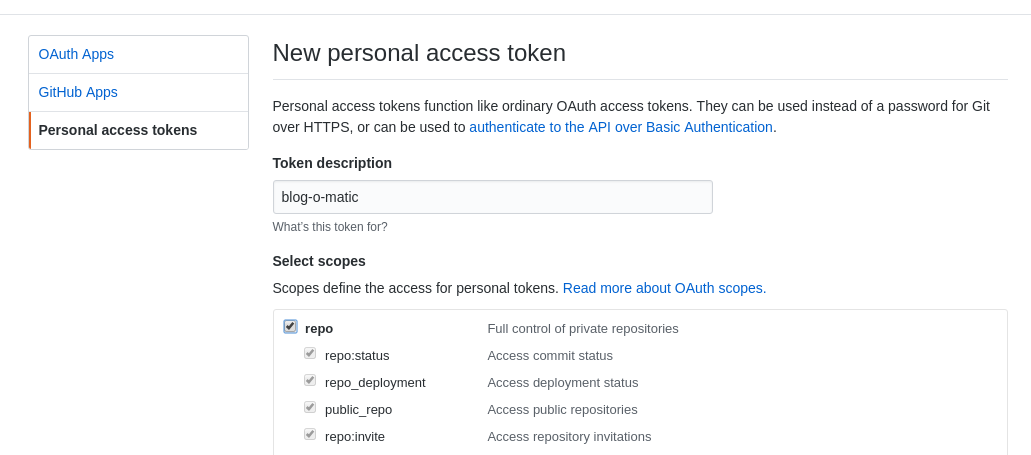 OAuth Apps
GitHub Apps
Personal access tokens
New personal access token
Personal access tokens function like ordinary OAuth access tokens. They can be used instead of a password for Git
over HTTPS, or can be used to authenticate to the API over Basic Authentication.
Token description
blog-o-matic
What's this token for?
Select scopes
Scopes define the access for personal tokens. Read more about OAuth scopes.
repo Full control of private repositories
repo:status Access commit status
repo_deployment Access deployment status
public_repo Access public repositories
repo:invite Access repository invitations